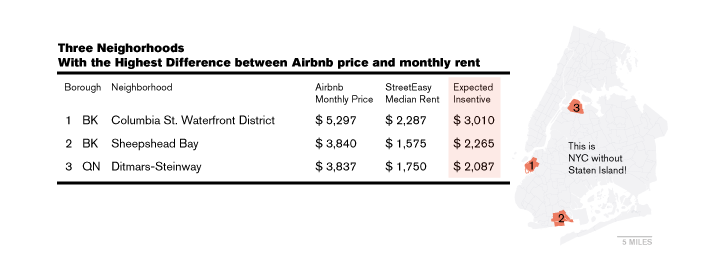 Three Neighorhoods
With the Highest Difference between Airbnb price and monthly rent
Borough Neighborhood Airbnb Monthly Price StreetEasy Median Rent Expected Insentive
1 BK Columbia St. Waterfront District $ 5,297 $ 2,287 $ 3,010
2 BK Sheepshead Bay $ 3,840 $ 1,575 $ 2,265
3 QN Ditmars-Steinway $ 3,837 $ 1,750 $ 2,087
3
This is
NYC without
Staten Island!
1
2
5 MILES